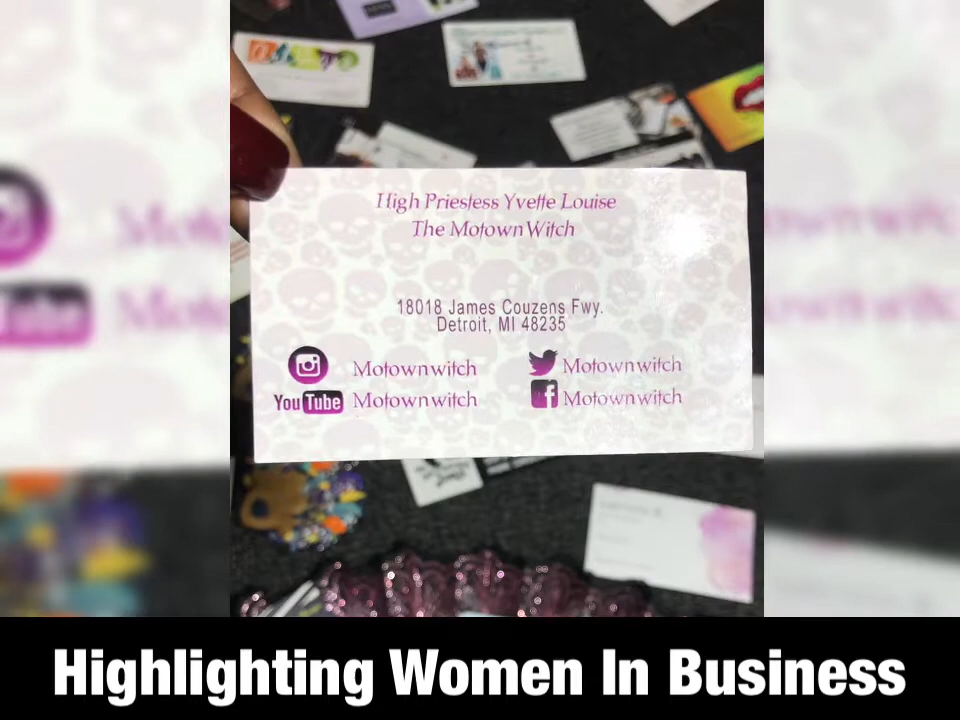 High Priestess Yvette Louise
The Motown Witch
18018 James Couzens Fwy.
Detroit, MI 48235
Motownwitch
Motownwitch
YouTube Motownwitch
Motownwitch
Highlighting Women In Business